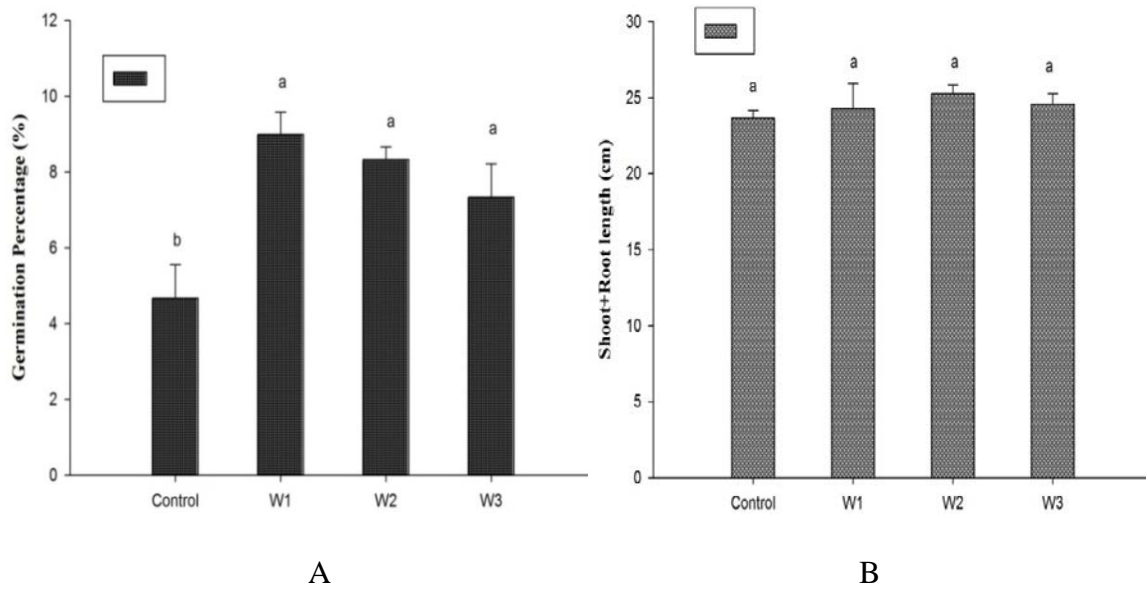 12
10
8
6
4
2
0
Germination Percentage (%)
b
a
a
a
Control W1 W2 W3
A
30
25
20
15
10
5
0
Shoot+Root length (cm)
a
a
a
a
Control W1 W2 W3
B